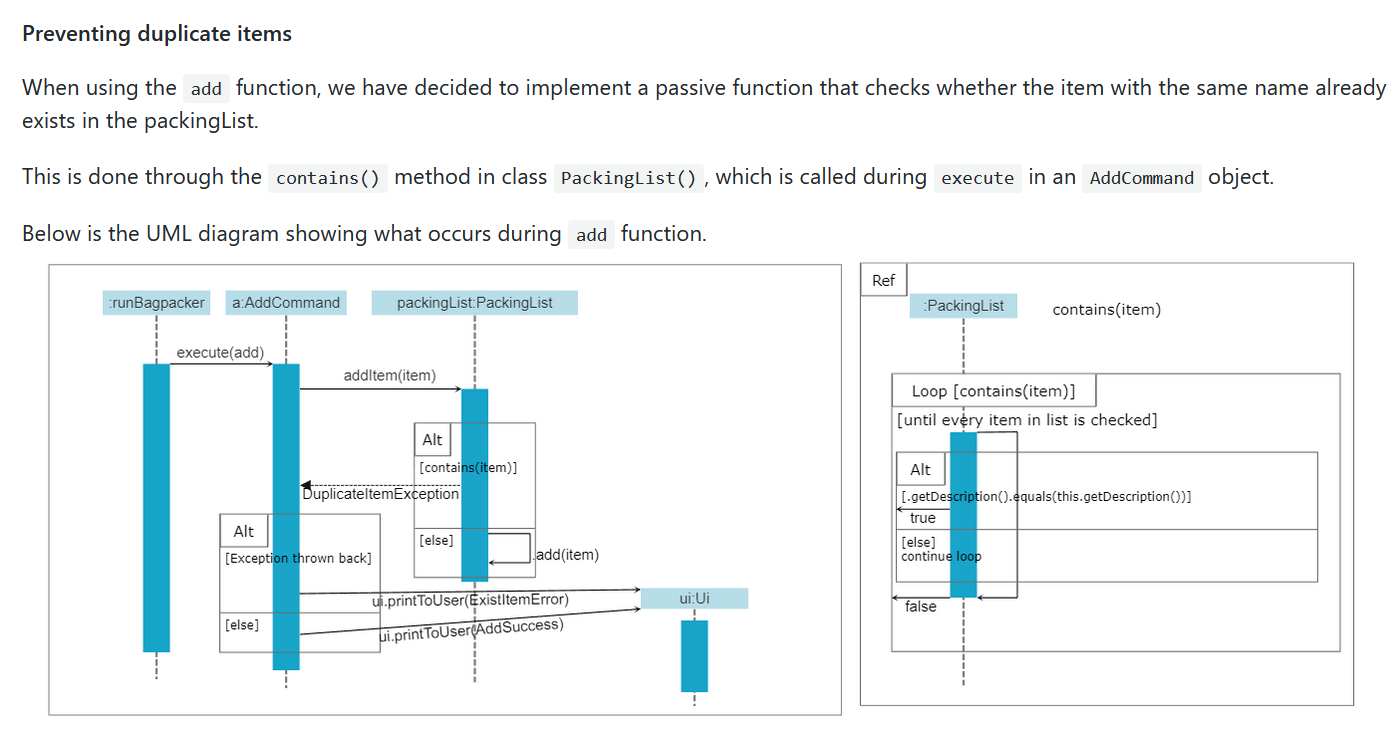 Preventing duplicate items
When using the add function, we have decided to implement a passive function that checks whether the item with the same name already
exists in the packingList.
This is done through the contains() method in class PackingList(), which is called during execute in an AddCommand object.
Below is the UML diagram showing what occurs during add function.
:runBagpacker
a:AddCommand
packingList:PackingList
execute(add)
addItem(item)
Alt
[contains(item)]
DuplicateItemException
Alt
[Exception thrown back]
[else]
.add(item)
ui.printToUser(ExistItemError)
ui:Ui
[else]
ui.printToUser(AddSuccess)
Ref
:PackingList
contains(item)
Loop [contains(item)]
[until every item in list is checked]
Alt
[.getDescription().equals(this.getDescription())]
true
[else]
continue loop
false